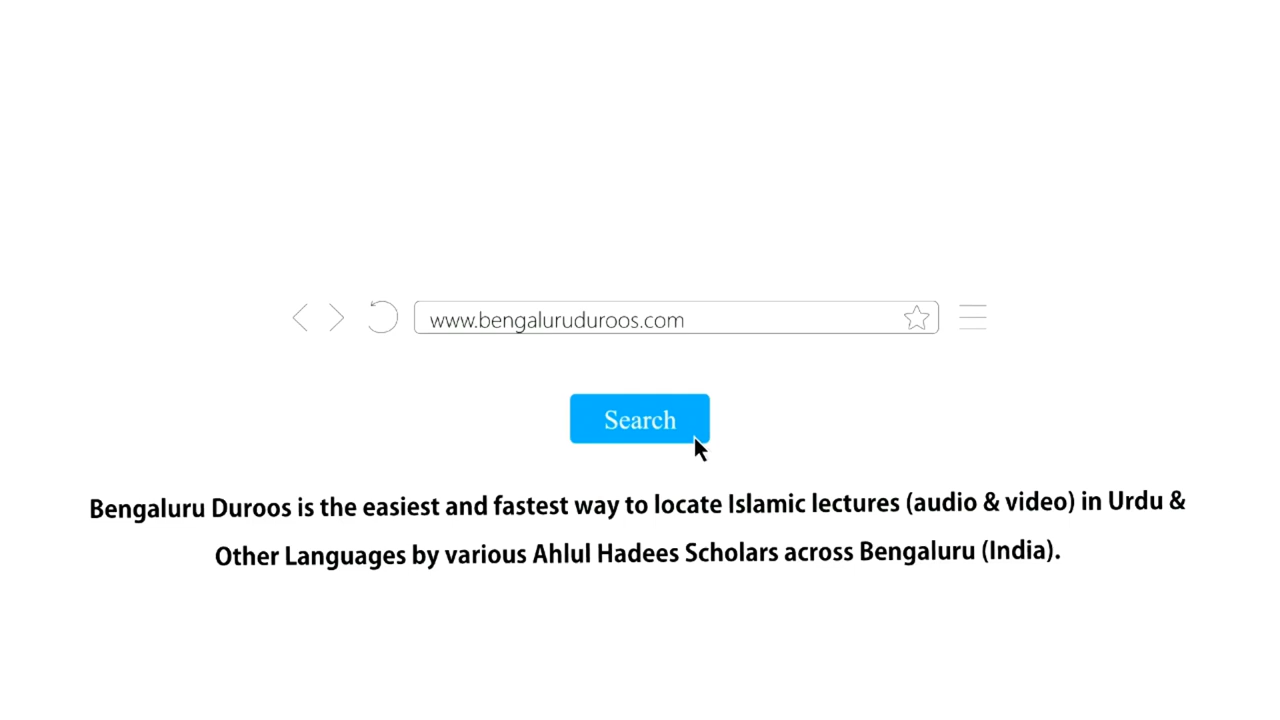 www.bengaluruduroos.com
Search
Bengaluru Duroos is the easiest and fastest way to locate Islamic lectures (audio & video) in Urdu &
Other Languages by various Ahlul Hadees Scholars across Bengaluru (India).